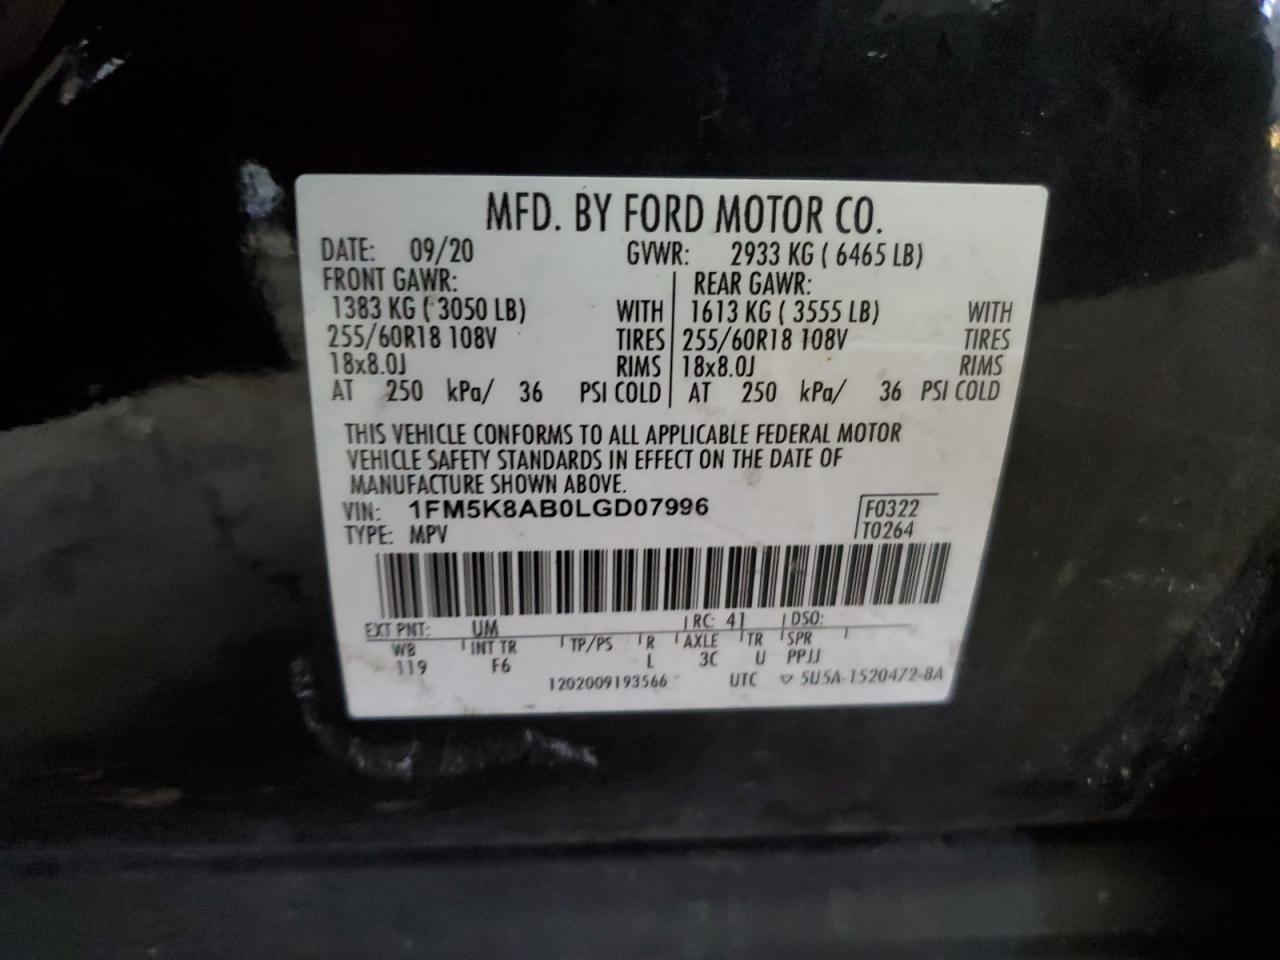 MFD. BY FORD MOTOR CO.
DATE: 09/20 GVWR: 2933 KG ( 6465 LB)
FRONT GAWR: REAR GAWR:
1383 KG ( 3050 LB) WITH 1613 KG ( 3555 LB) WITH
255/60R18 108V TIRES 255/60R18 108V TIRES
18x8.0J RIMS 18x8.0J RIMS
AT 250 kPa/ 36 PSI COLD AT 250 kPa/ 36 PSI COLD
THIS VEHICLE CONFORMS TO ALL APPLICABLE FEDERAL MOTOR
VEHICLE SAFETY STANDARDS IN EFFECT ON THE DATE OF
MANUFACTURE SHOWN ABOVE.
VIN: 1FM5K8AB0LGD07996 F0322
TYPE: MPV T0264
EXT PNT: UM RC: 41 DSO:
WB INT TR TP/PS R AXLE TR SPR
119 F6 L 3C U PPJJ
1202009193566 UTC ▽ 5U5A-1520472-BA